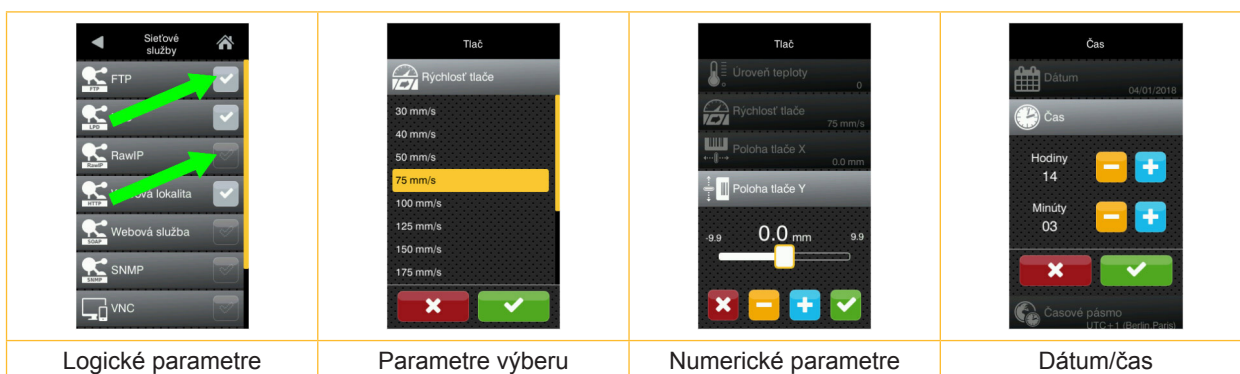 Sieťové
služby
FTP
FTP
LPD
RawIP
RawIP
lokalita
HTTP
Webová služba
SOAP
SNMP
SNMP
VNC
Logické parametre
Tlač
Rýchlosť tlače
30 mm/s
40 mm/s
50 mm/s
75 mm/s
100 mm/s
125 mm/s
150 mm/s
175 mm/s
Parametre výberu
Tlač
Úroveň teploty
0
Rýchlosť tlače
75 mm/s
Poloha tlače X
0.0 mm
Poloha tlače Y
-9.9 0.0 mm 9.9
Numerické parametre
Čas
Dátum
04/01/2018
Čas
Hodiny
14
Minúty
03
Časové pásmo
UTC+1 (Berlin,Paris)
Dátum/čas